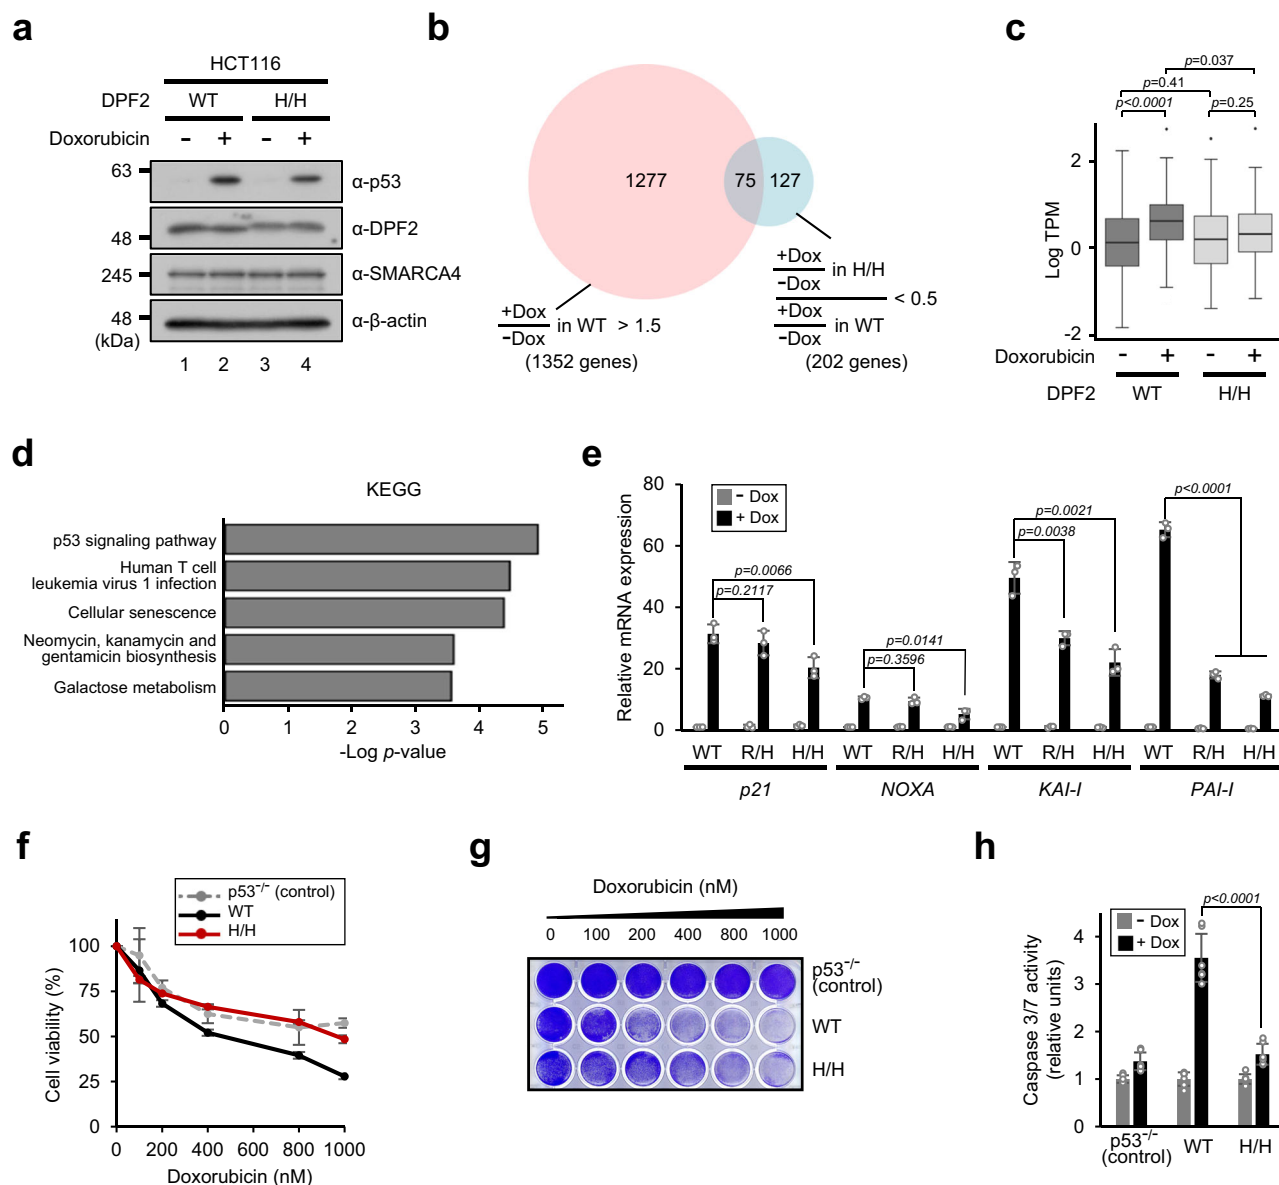 a
HCT116
DPF2 WT H/H
Doxorubicin - + - +
63
α-p53
α-DPF2
48
245
α-SMARCA4
48
α-β-actin
(kDa)
1 2 3 4
b
1277 75 127
+Dox
-Dox
in WT > 1.5
(1352 genes)
+Dox
-Dox
in H/H
< 0.5
+Dox
-Dox
in WT
(202 genes)
c
p=0.037
p=0.41
p<0.0001
p=0.25
Log TPM
2
0
-2
Doxorubicin - + - +
DPF2 WT H/H
d
KEGG
p53 signaling pathway
Human T cell
leukemia virus 1 infection
Cellular senescence
Neomycin, kanamycin and
gentamicin biosynthesis
Galactose metabolism
0 1 2 3 4 5
-Log p-value
e
Relative mRNA expression
80
60
40
20
0
- Dox
+ Dox
p=0.0066
p=0.2117
p=0.0141
p=0.3596
p=0.0021
p=0.0038
p<0.0001
WT R/H H/H WT R/H H/H WT R/H H/H WT R/H H/H
p21 NOXA KAI-I PAI-I
f
p53-/- (control)
WT
H/H
Cell viability (%)
100
75
50
25
0
0 200 400 600 800 1000
Doxorubicin (nM)
g
Doxorubicin (nM)
0 100 200 400 800 1000
p53-/-
(control)
WT
H/H
h
- Dox
+ Dox
p<0.0001
Caspase 3/7 activity
(relative units)
4
3
2
1
0
p53-/-
(control)
WT
H/H